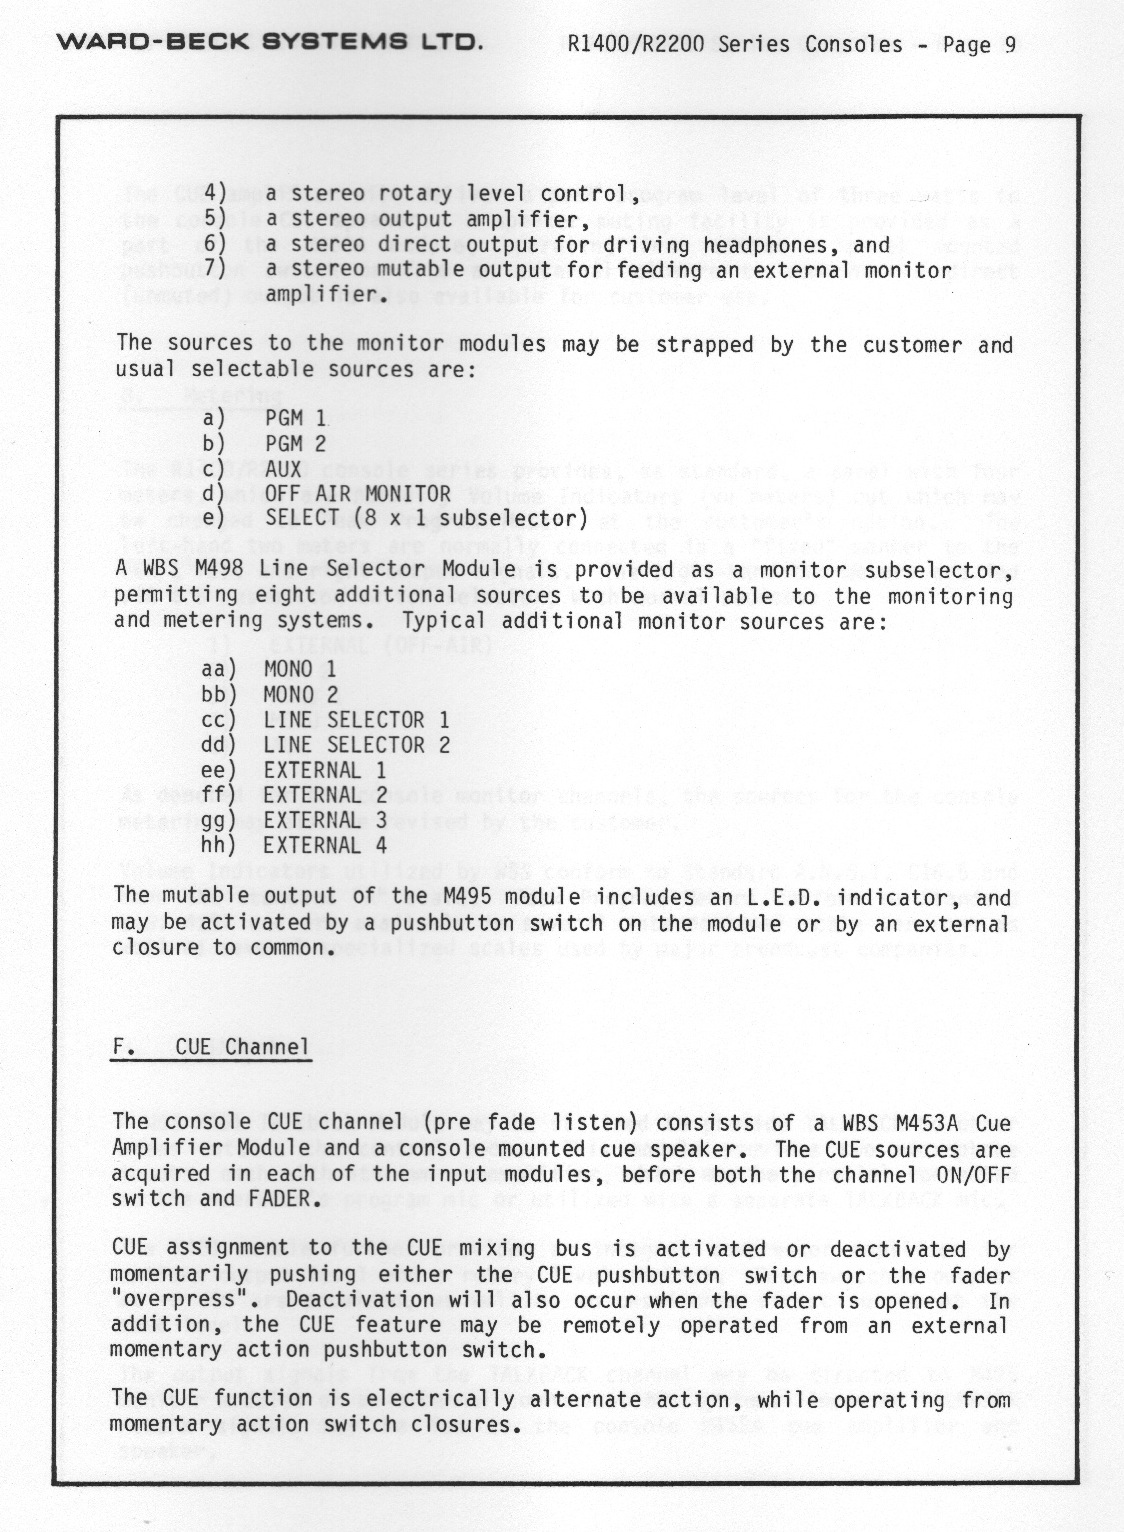 WARD-BECK SYSTEMS LTD. R1400/R2200 Series Consoles - Page 9
4) a stereo rotary level control,
5) a stereo output amplifier,
6) a stereo direct output for driving headphones, and
7) a stereo mutable output for feeding an external monitor
amplifier.
The sources to the monitor modules may be strapped by the customer and
usual selectable sources are:
a) PGM 1
b) PGM 2
c) AUX
d) OFF AIR MONITOR
e) SELECT (8 x 1 subselector)
A WBS M498 Line Selector Module is provided as a monitor subselector,
permitting eight additional sources to be available to the monitoring
and metering systems. Typical additional monitor sources are:
aa) MONO 1
bb) MONO 2
cc) LINE SELECTOR 1
dd) LINE SELECTOR 2
ee) EXTERNAL 1
ff) EXTERNAL 2
gg) EXTERNAL 3
hh) EXTERNAL 4
The mutable output of the M495 module includes an L.E.D. indicator, and
may be activated by a pushbutton switch on the module or by an external
closure to common.
F. CUE Channel
The console CUE channel (pre fade listen) consists of a WBS M453A Cue
Amplifier Module and a console mounted cue speaker. The CUE sources are
acquired in each of the input modules, before both the channel ON/OFF
switch and FADER.
CUE assignment to the CUE mixing bus is activated or deactivated by
momentarily pushing either the CUE pushbutton switch or the fader
"overpress". Deactivation will also occur when the fader is opened. In
addition, the CUE feature may be remotely operated from an external
momentary action pushbutton switch.
The CUE function is electrically alternate action, while operating from
momentary action switch closures.